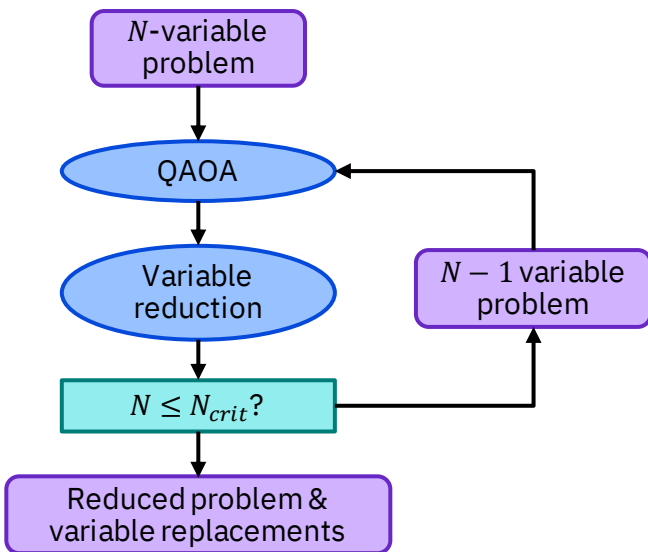 N-variable
problem
QAOA
Variable
reduction
N − 1 variable
problem
N ≤ N_crit?
Reduced problem &
variable replacements